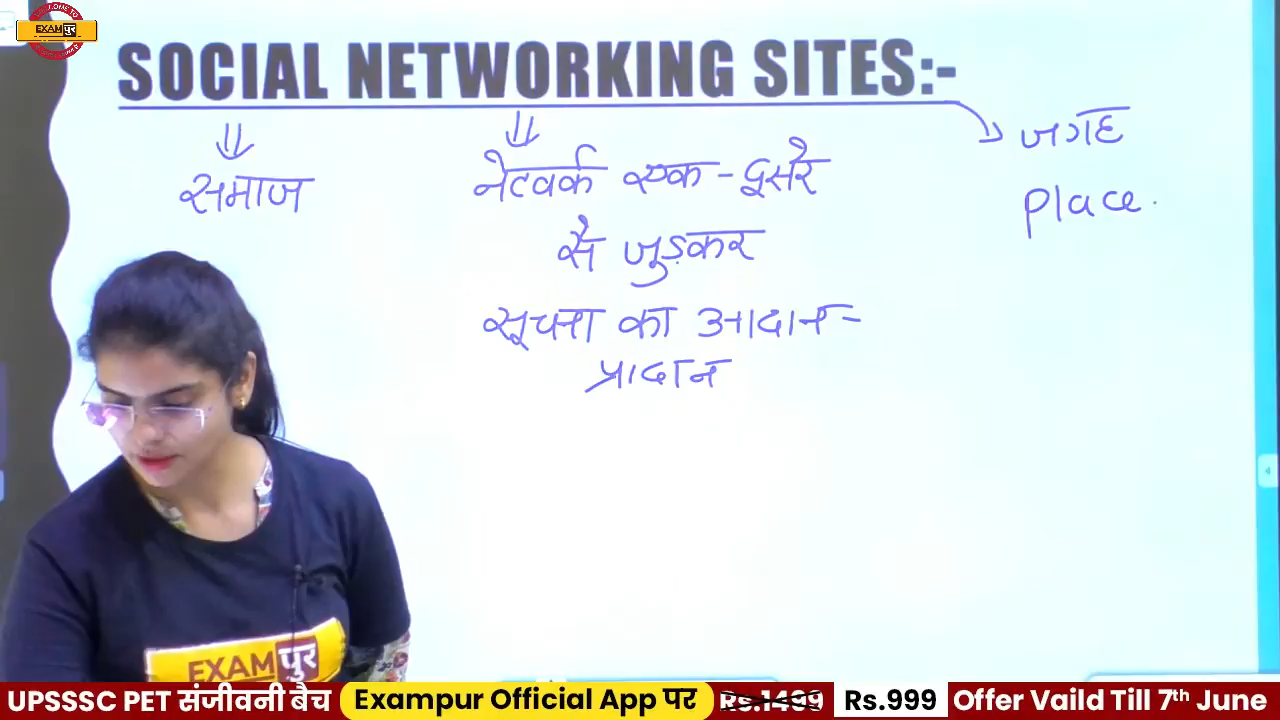 EXAMपुर
SOCIAL NETWORKING SITES:-
समाज
नेटवर्क एक-दूसरे
से जुड़कर
सूचना का आदान-
प्रादान
जगह
Place.
EXAMपुर
UPSSSC PET संजीवनी बैच Exampur Official App पर Rs.1499 Rs.999 Offer Vaild Till 7th June